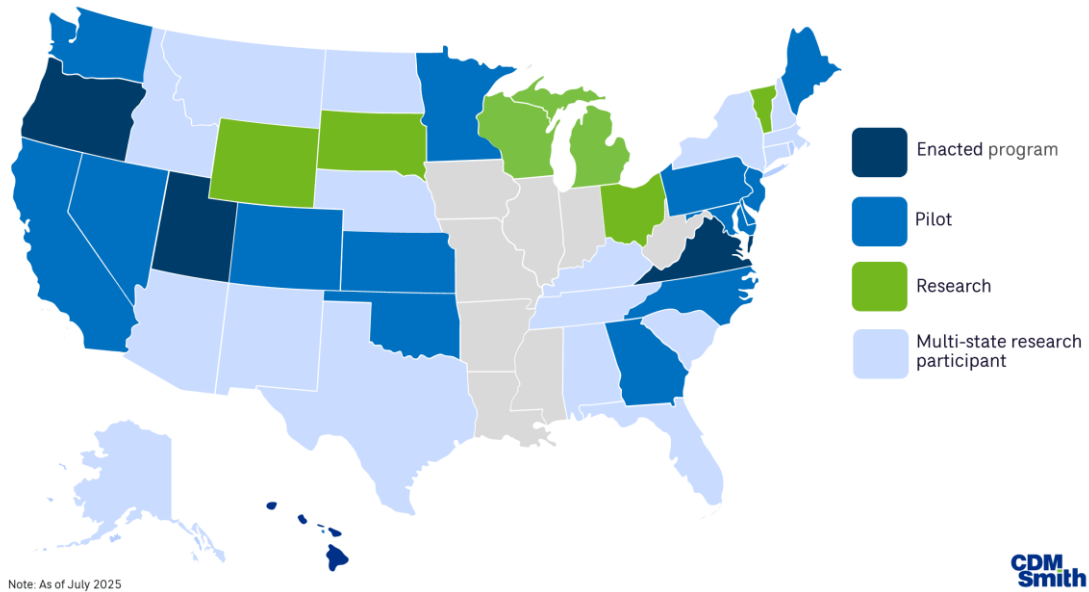 Enacted program
Pilot
Research
Multi-state research
participant
Note: As of July 2025
CDM
Smith